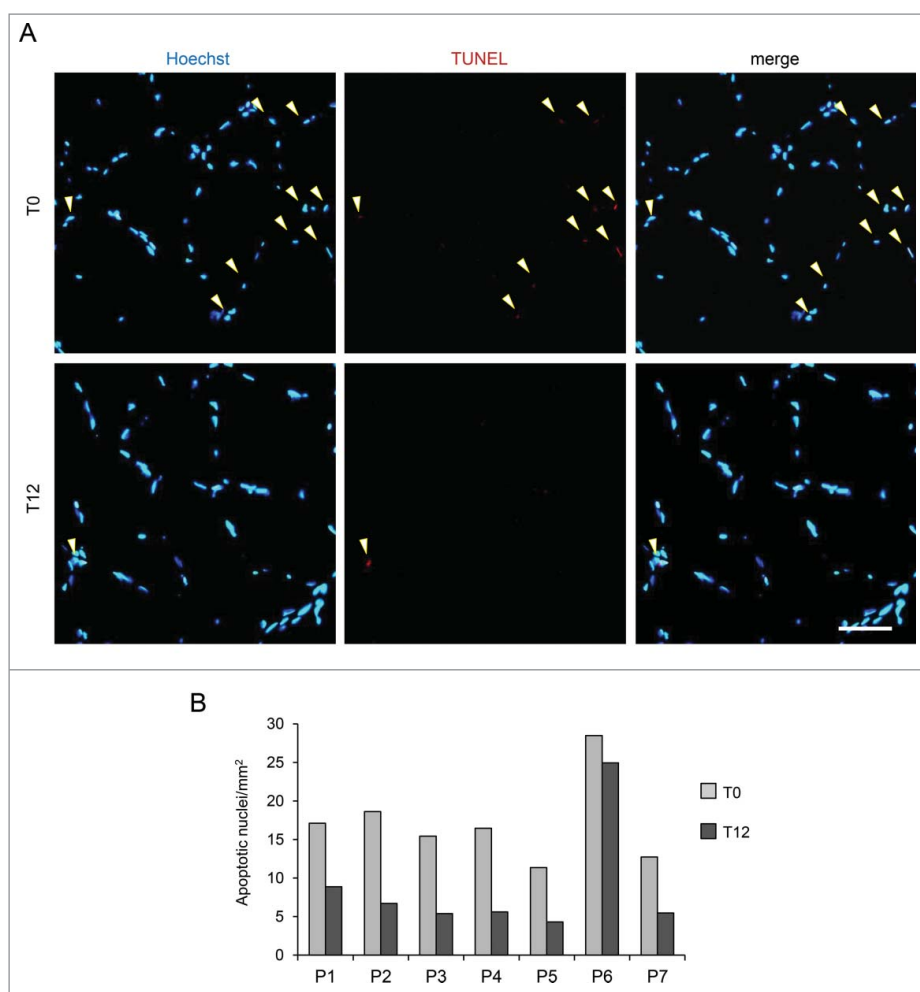 A
Hoechst
TUNEL
merge
T0
T12
B
Apoptotic nuclei/mm²
30
25
20
15
10
5
0
P1 P2 P3 P4 P5 P6 P7
T0
T12